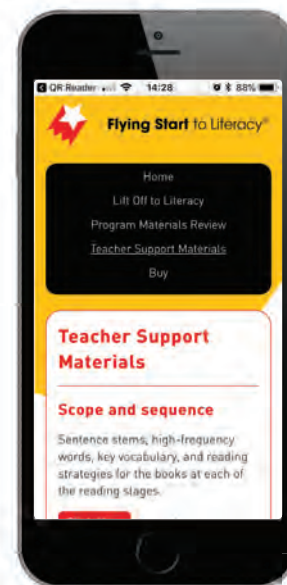 QR Reader 14:28 88%
Flying Start to Literacy®
Home
Lift Off to Literacy
Program Materials Review
Teacher Support Materials
Buy
Teacher Support
Materials
Scope and sequence
Sentence stems, high-frequency
words, key vocabulary, and reading
strategies for the books at each of
the reading stages.